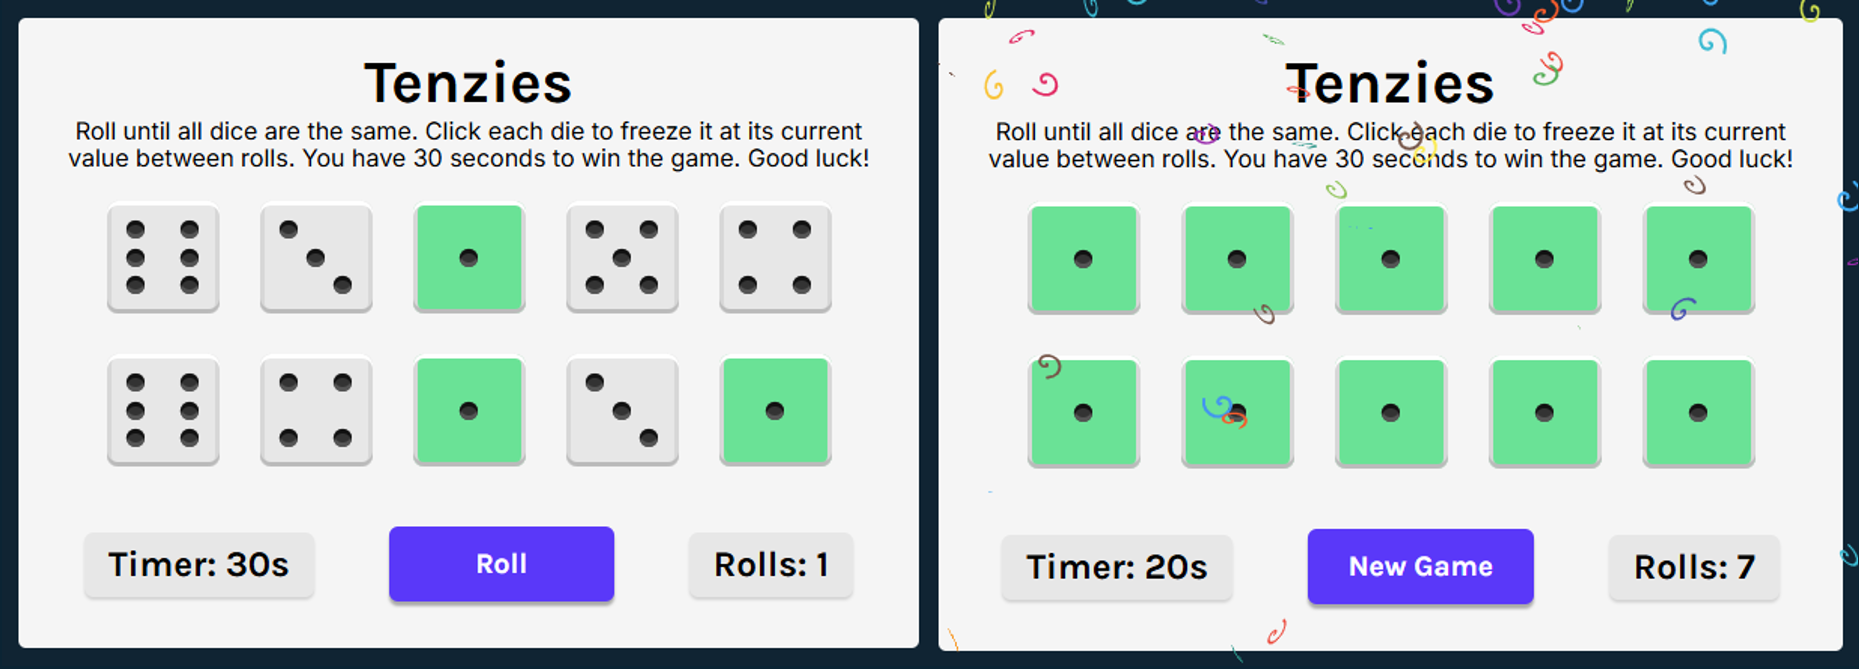 Tenzies
Roll until all dice are the same. Click each die to freeze it at its current
value between rolls. You have 30 seconds to win the game. Good luck!
Timer: 30s
Roll
Rolls: 1
Tenzies
Roll until all dice are the same. Click each die to freeze it at its current
value between rolls. You have 30 seconds to win the game. Good luck!
Timer: 20s
New Game
Rolls: 7